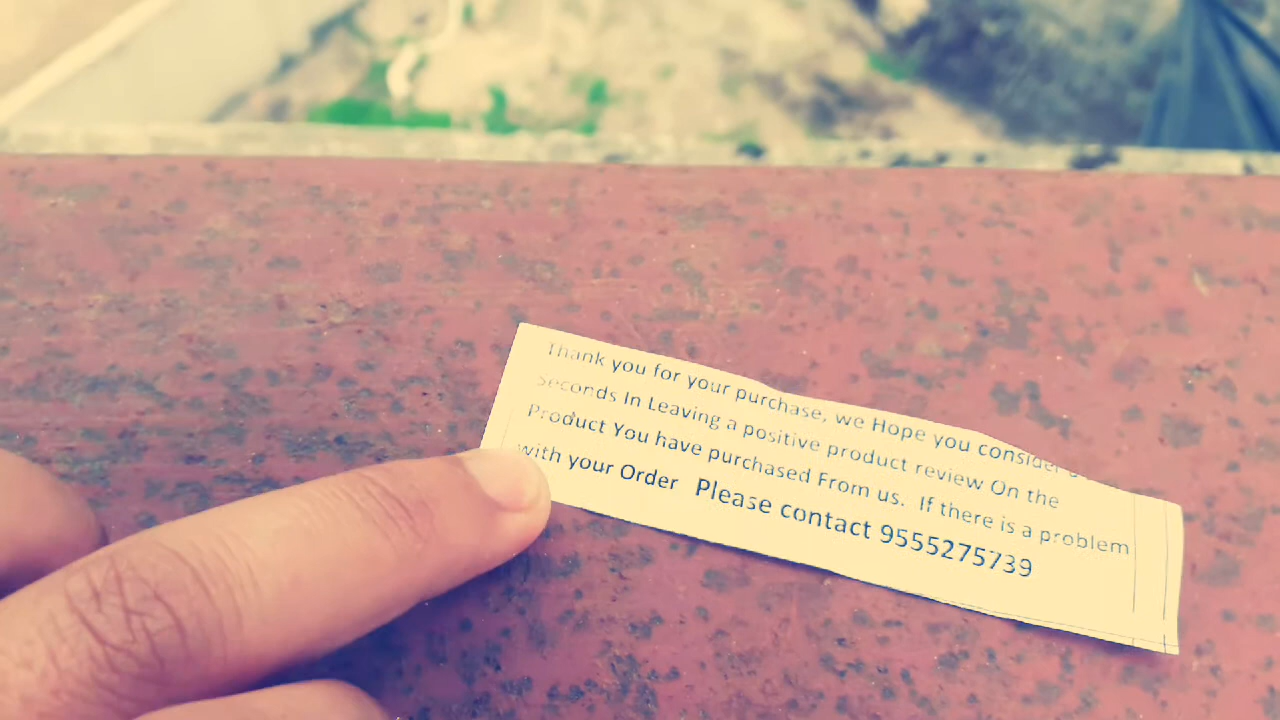 Thank you for your purchase, we Hope you consider
Seconds In Leaving a positive product review On the
Product You have purchased From us. If there is a problem
with your Order Please contact 9555275739